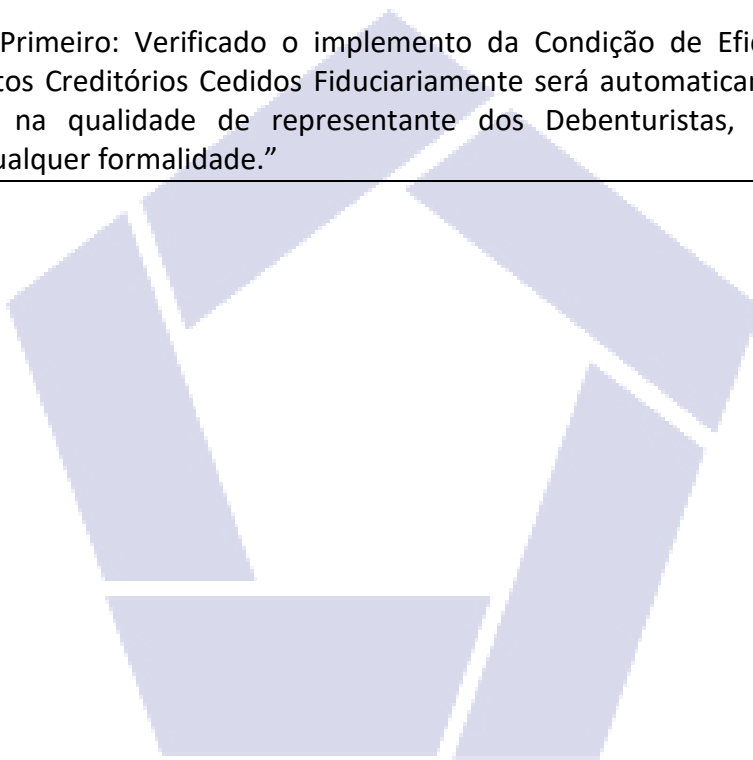 Primeiro: Verificado o implemento da Condição de Efic
tos Creditórios Cedidos Fiduciariamente será automaticar
na qualidade de representante dos Debenturistas,
ualquer formalidade.”